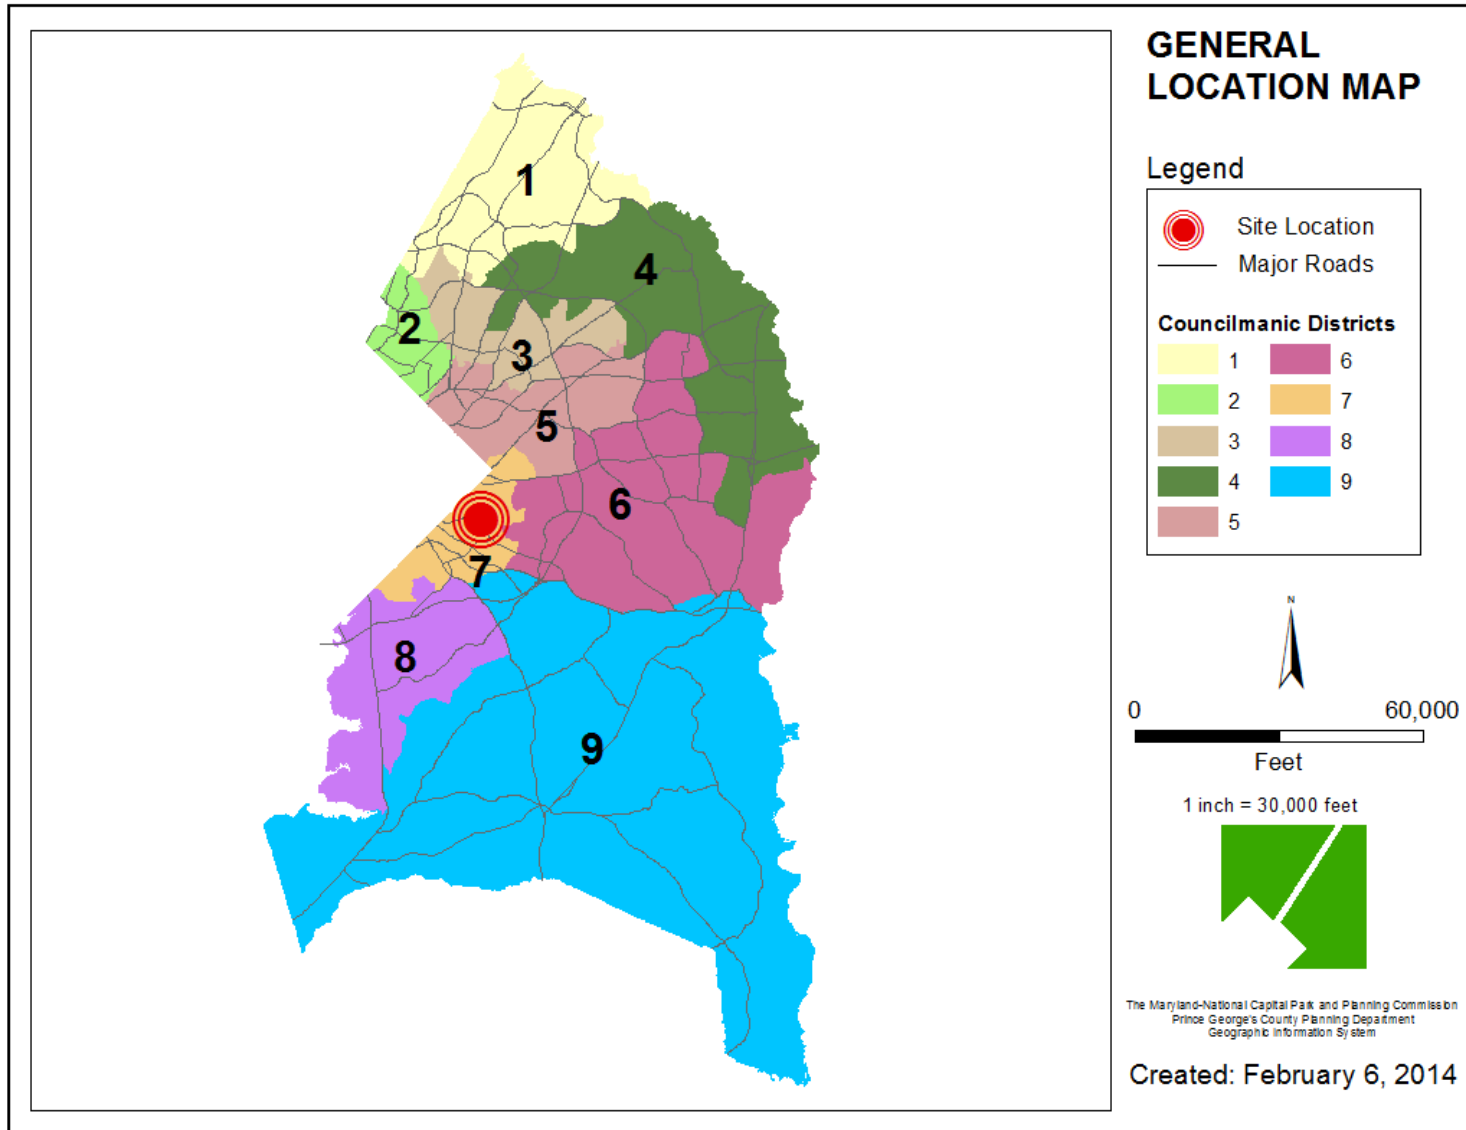 GENERAL
LOCATION MAP
Legend
Site Location
Major Roads
Councilmanic Districts
1 6
2 7
3 8
4 9
5
1
4
2
3
5
6
7
8
9
N
0 60,000
Feet
1 inch = 30,000 feet
The Maryland-National Capital Park and Planning Commission
Prince George's County Planning Department
Geographic Information System
Created: February 6, 2014